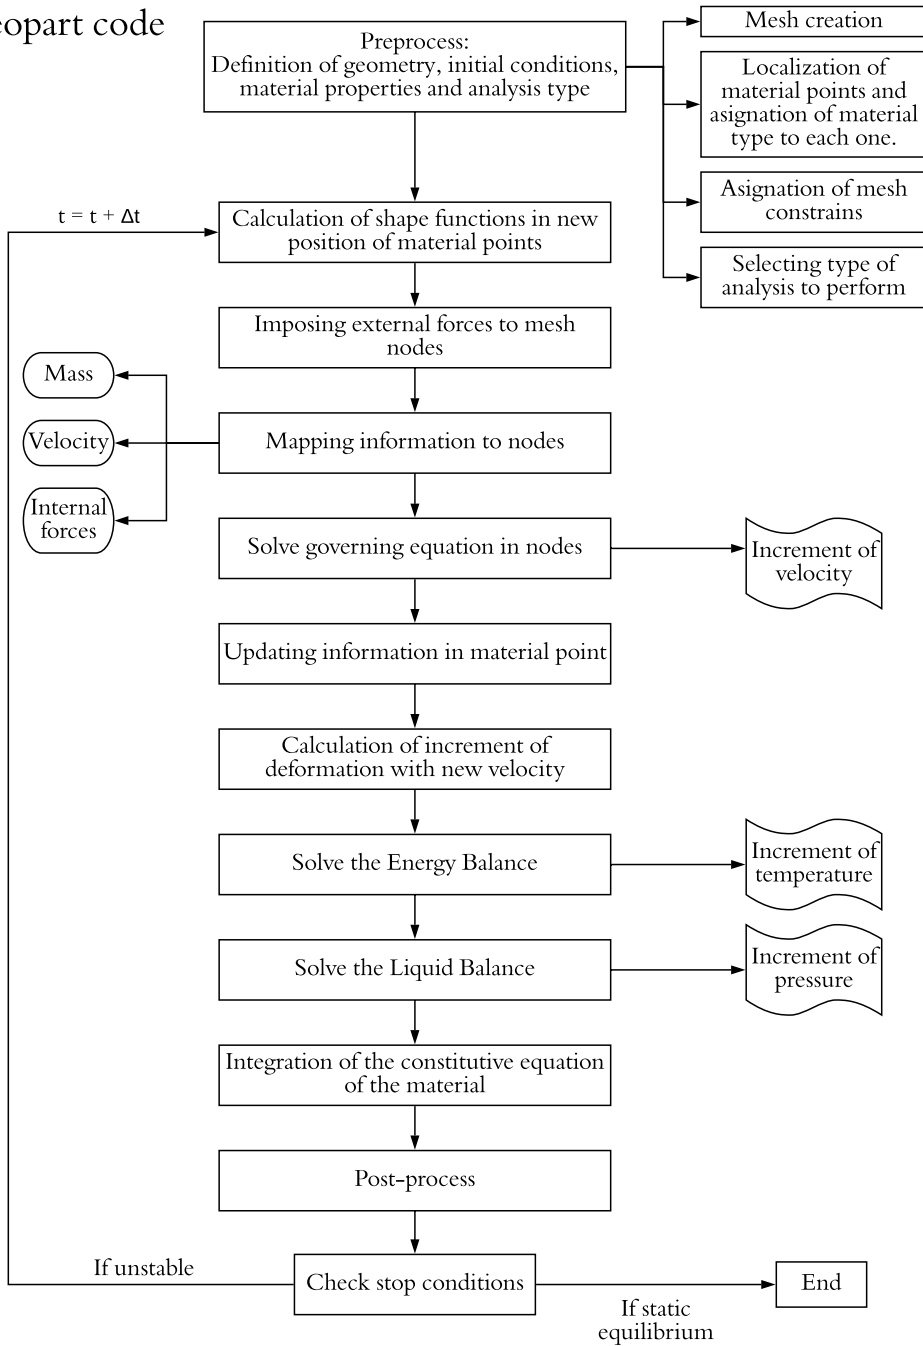 eopart code
Preprocess:
Definition of geometry, initial conditions,
material properties and analysis type
Mesh creation
Localization of
material points and
asignation of material
type to each one.
Asignation of mesh
constrains
Selecting type of
analysis to perform
t = t + Δt
Calculation of shape functions in new
position of material points
Imposing external forces to mesh
nodes
Mass
Velocity
Internal
forces
Mapping information to nodes
Solve governing equation in nodes
Increment of
velocity
Updating information in material point
Calculation of increment of
deformation with new velocity
Solve the Energy Balance
Increment of
temperature
Solve the Liquid Balance
Increment of
pressure
Integration of the constitutive equation
of the material
Post-process
If unstable
Check stop conditions
If static
equilibrium
End